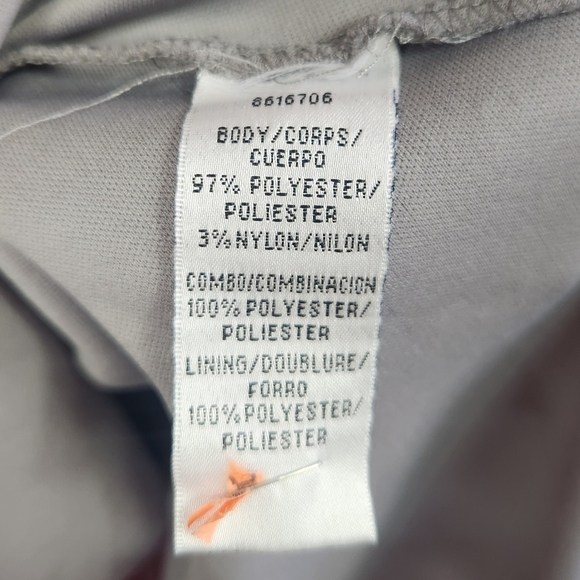 8616706
BODY/CORPS/
CUERPO
97% POLYESTER/
POLIESTER
3% NYLON/NILON
COMBO/COMBINACION
100% POLYESTER/
POLIESTER
LINING/DOUBLURE/
FORRO
100% POLYESTER/
POLIESTER